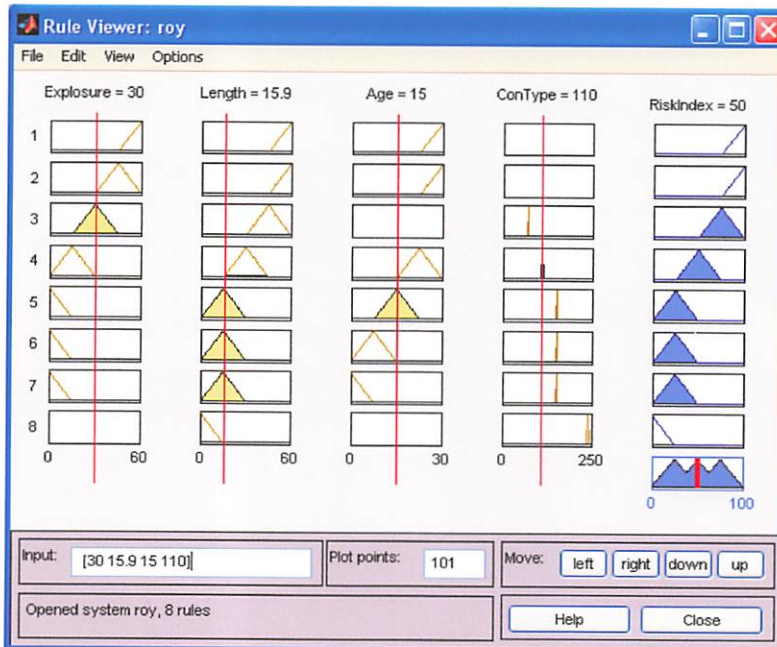 Rule Viewer: roy
File Edit View Options
Explosure = 30 Length = 15.9 Age = 15 ConType = 110 RiskIndex = 50
1
2
3
4
5
6
7
8
0 60 0 60 0 30 0 250
0 100
Input: [30 15.9 15 110] Plot points: 101 Move: left right down up
Opened system roy, 8 rules Help Close